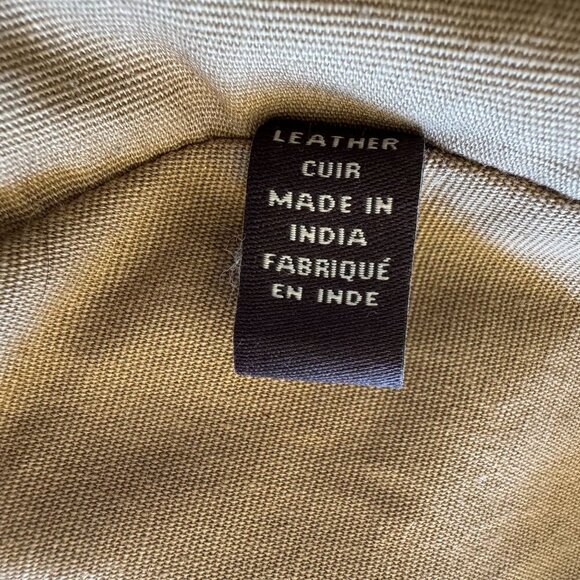 LEATHER
CUIR
MADE IN
INDIA
FABRIQUÉ
EN INDE